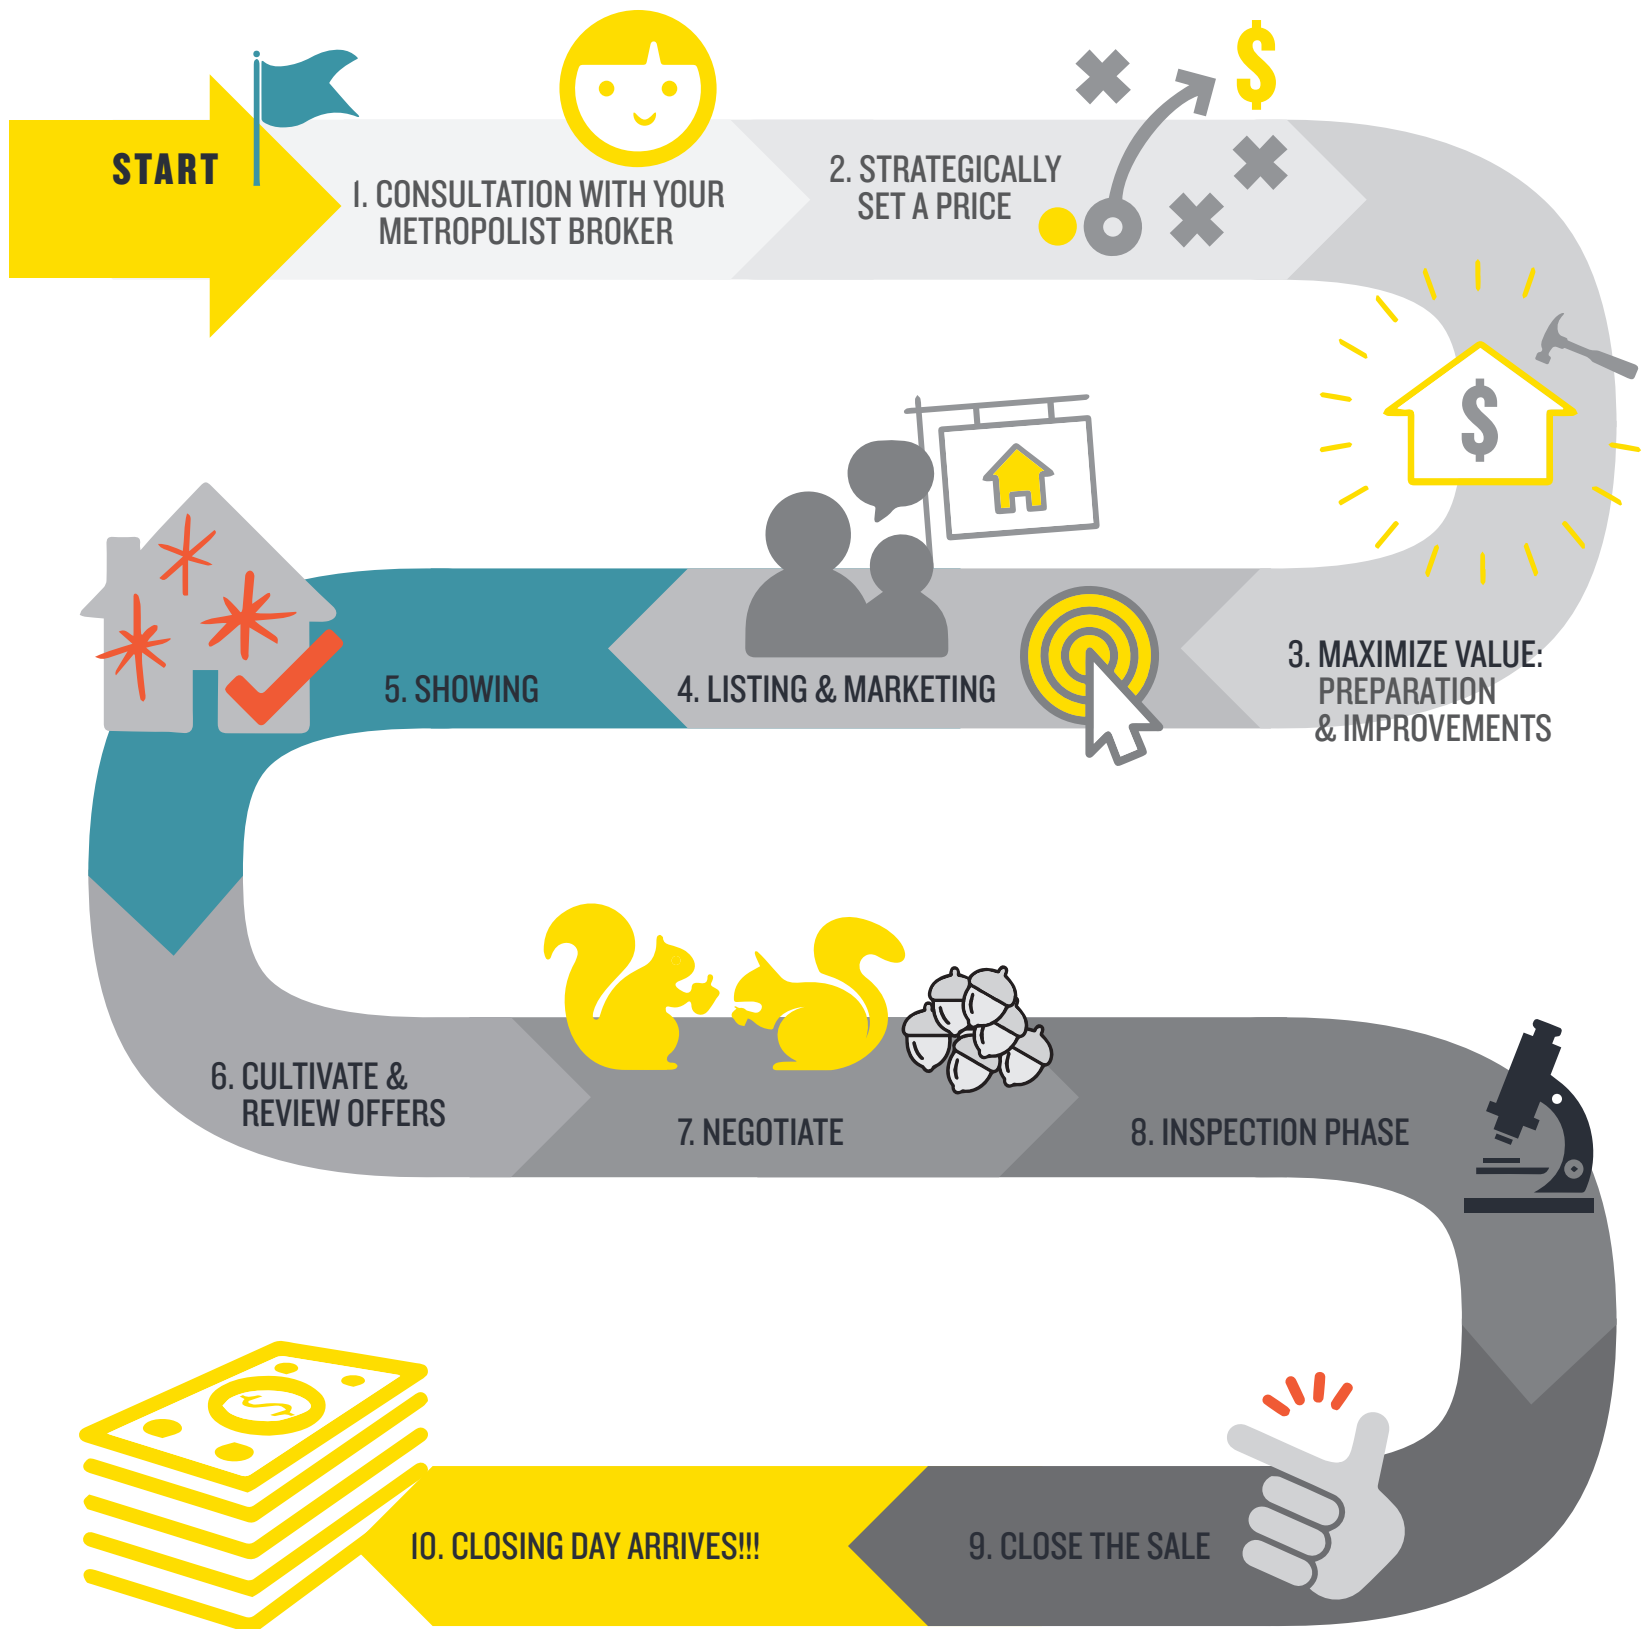 START
1. CONSULTATION WITH YOUR
METROPOLIST BROKER
2. STRATEGICALLY
SET A PRICE
$
$
3. MAXIMIZE VALUE:
PREPARATION
& IMPROVEMENTS
4. LISTING & MARKETING
5. SHOWING
6. CULTIVATE &
REVIEW OFFERS
7. NEGOTIATE
8. INSPECTION PHASE
9. CLOSE THE SALE
10. CLOSING DAY ARRIVES!!!
$